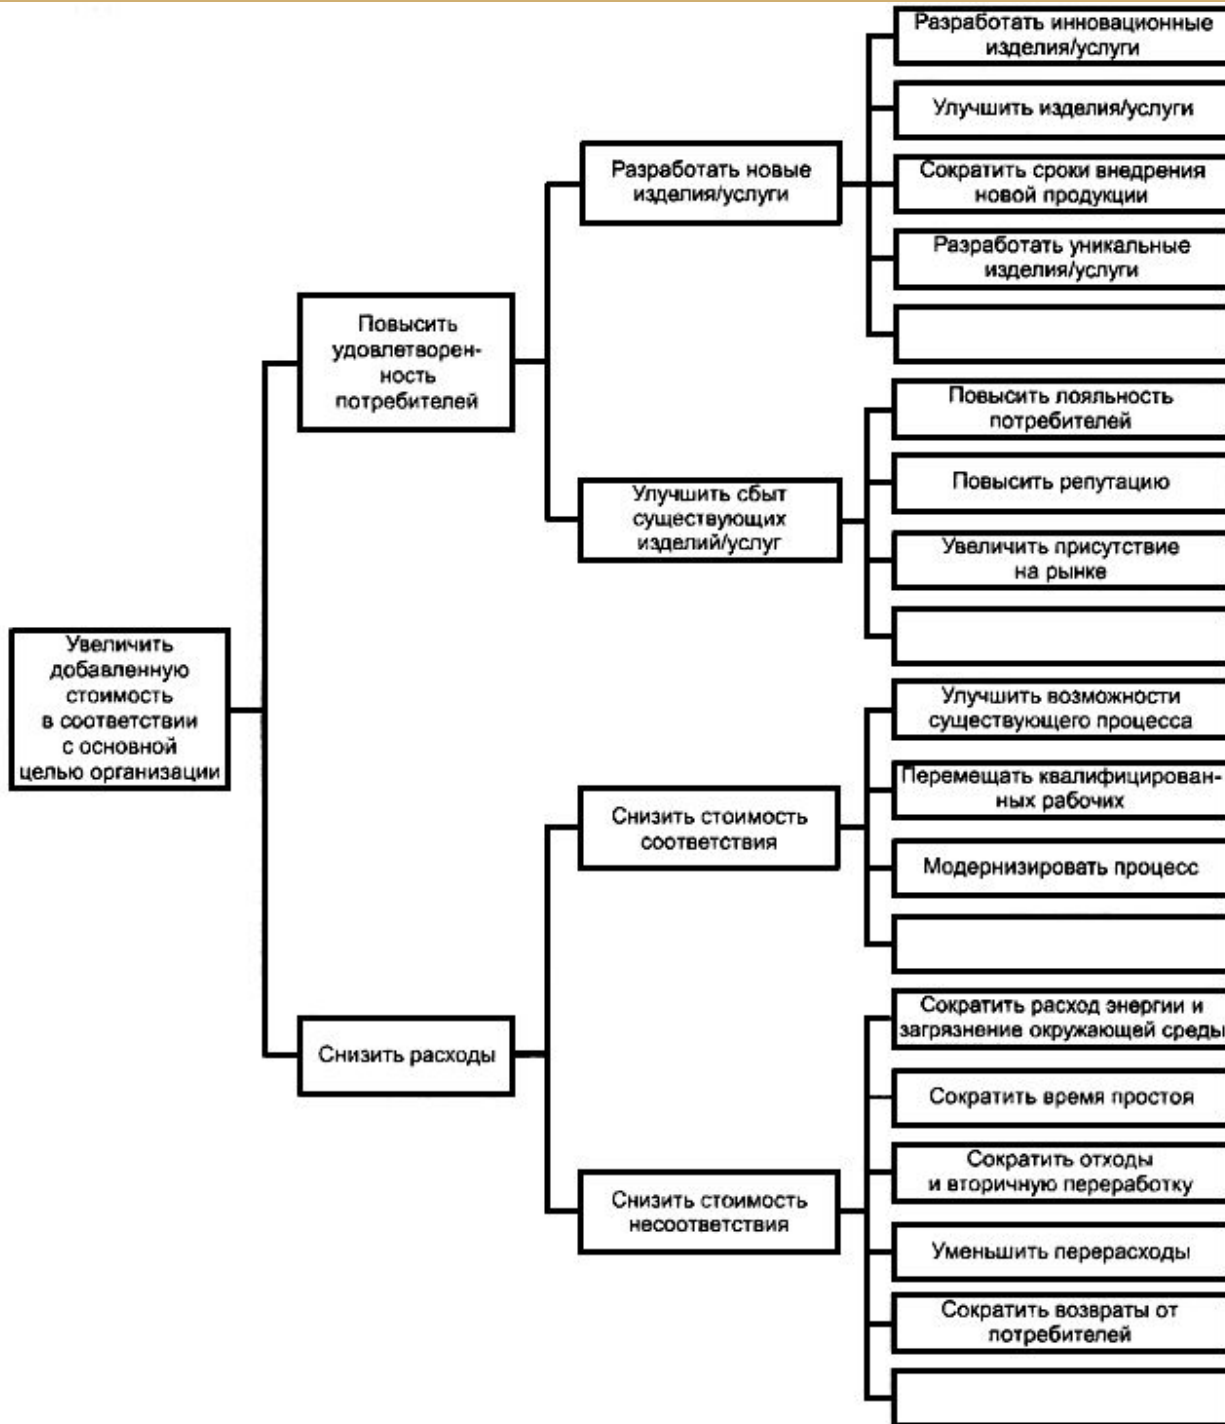 Разработать инновационные
изделия/услуги
Улучшить изделия/услуги
Разработать новые
изделия/услуги
Сократить сроки внедрения
новой продукции
Разработать уникальные
изделия/услуги
Повысить
удовлетворен-
ность
потребителей
Повысить лояльность
потребителей
Улучшить сбыт
существующих
изделий/услуг
Повысить репутацию
Увеличить присутствие
на рынке
Увеличить
добавленную
стоимость
в соответствии
с основной
целью организации
Улучшить возможности
существующего процесса
Перемещать квалифицирован-
ных рабочих
Снизить стоимость
соответствия
Модернизировать процесс
Снизить расходы
Сократить расход энергии и
загрязнение окружающей среды
Сократить время простоя
Сократить отходы
и вторичную переработку
Снизить стоимость
несоответствия
Уменьшить перерасходы
Сократить возвраты от
потребителей